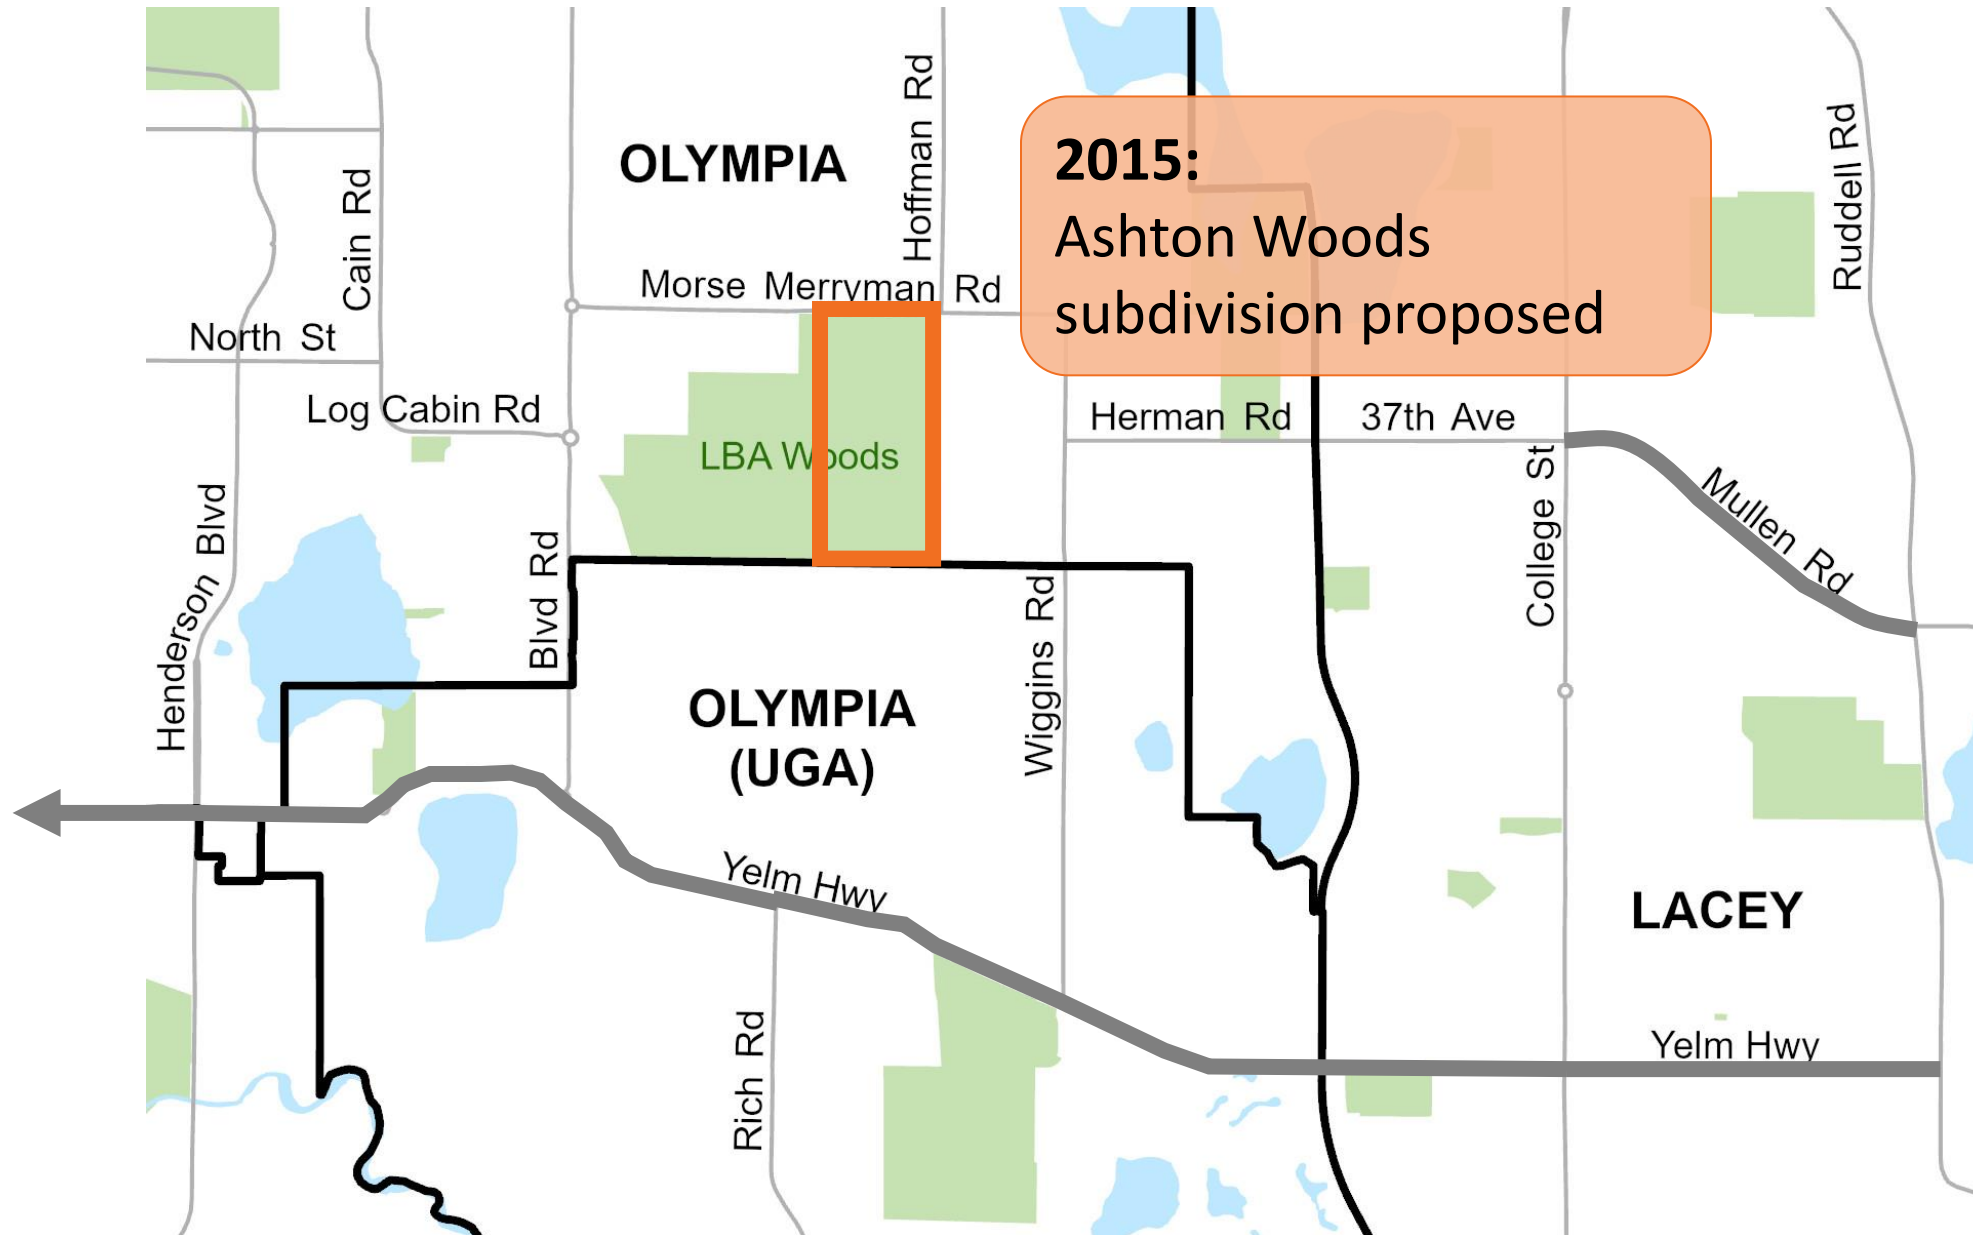 Hoffman Rd
Ruddell Rd
OLYMPIA
2015:
Ashton Woods
subdivision proposed
Cain Rd
Morse Merryman Rd
North St
Log Cabin Rd
Herman Rd
37th Ave
LBA Woods
College St
Mullen Rd
Henderson Blvd
Blvd Rd
Wiggins Rd
OLYMPIA
(UGA)
Yelm Hwy
LACEY
Rich Rd
Yelm Hwy